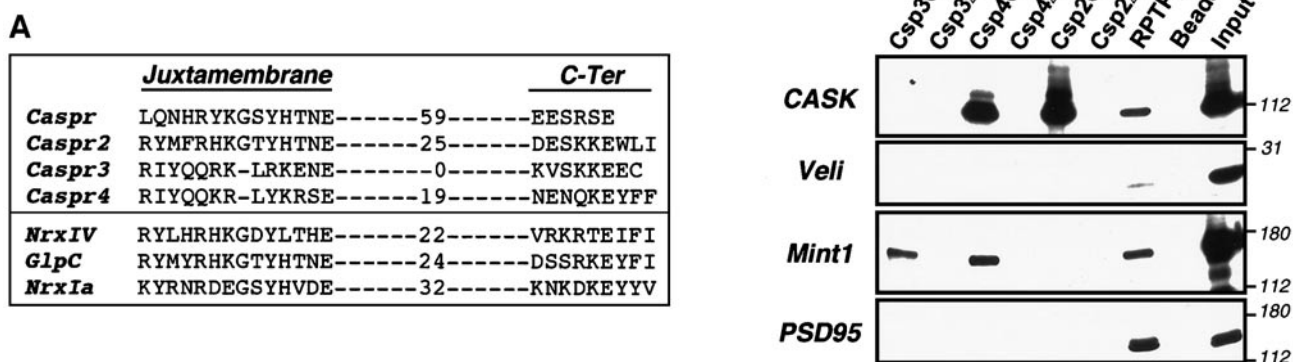 A
Juxtamembrane C-Ter
Caspr LQNHRYKGSYHTNE------59------EESRSE
Caspr2 RYMFRHKGTYHTNE------25------DESKKEWLI
Caspr3 RIYQQRK-LRKENE------0------KVSKKEEC
Caspr4 RIYQQKR-LYKRSE------19------NENQKEYFF
NrxIV RYLHRHKGDYLTHE------22------VRKRTEIFI
GlpC RYMYRHKGTYHTNE------24------DSSRKEYFI
NrxIa KYRNRDEGSYHVDE------32------KNKDKEYYV
Input
CASK
112
31
Veli
180
Mint1
112
180
PSD95
112